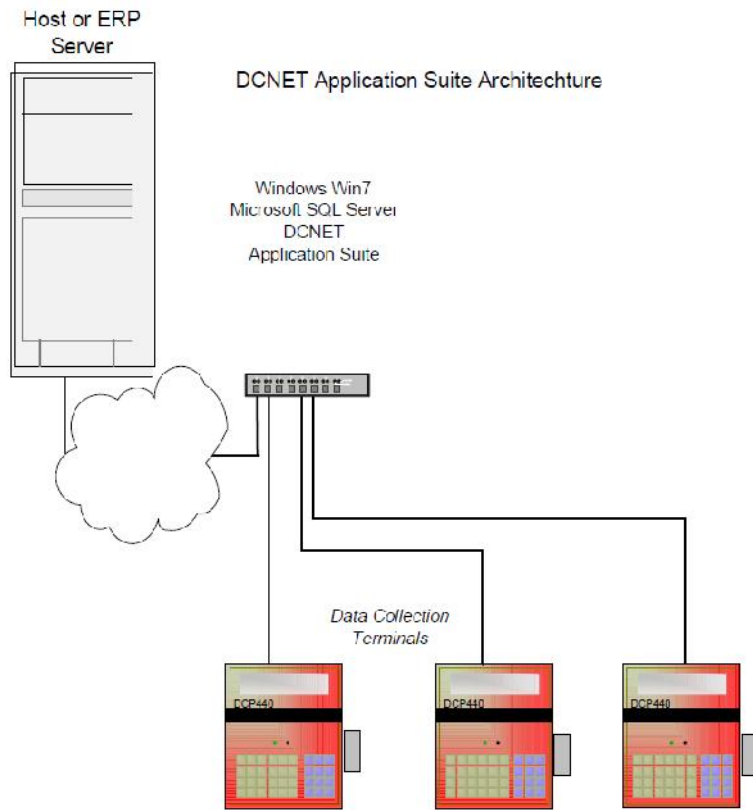 Host or ERP
Server
DCNET Application Suite Architechture
Windows Win7
Microsoft SQL Server
DCNET
Application Suite
Data Collection
Terminals
DCP440
DCP440
DCP440